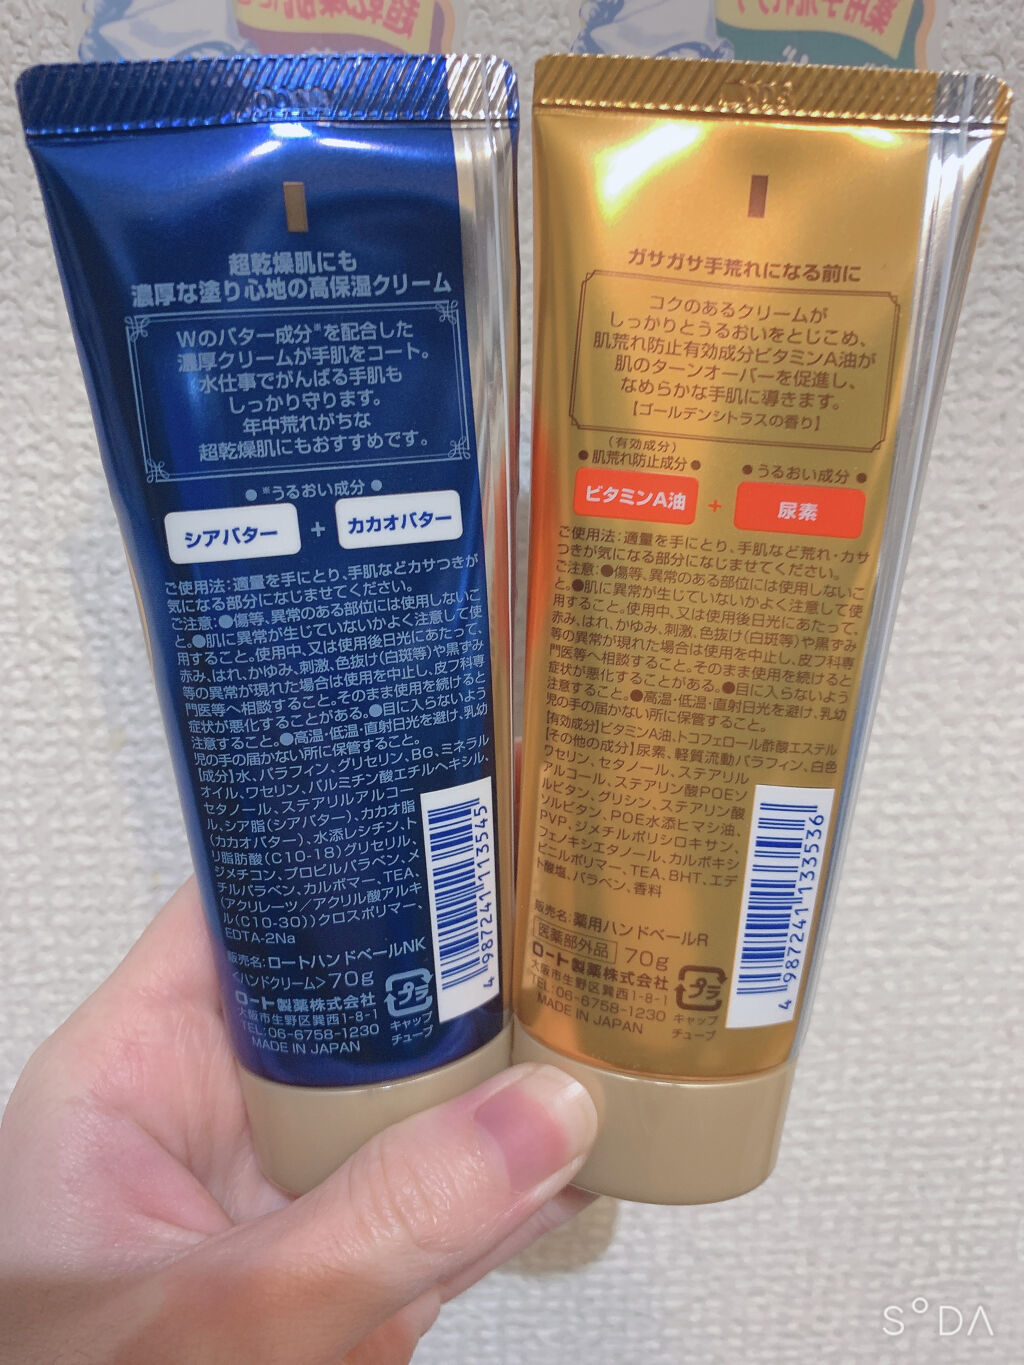 超乾燥肌にも
濃厚な塗り心地の高保湿クリーム
Wのバター成分※を配合した
濃厚クリームが手肌をコート。
水仕事でがんばる手肌も
しっかり守ります。
年中荒れがちな
超乾燥肌にもおすすめです。
●※うるおい成分●
シアバター + カカオバター
ご使用法:適量を手にとり、手肌などカサつきが
気になる部分になじませてください。
ご注意:●傷等、異常のある部位には使用しないこ
と。●肌に異常が生じていないかよく注意して使
用すること。使用中、又は使用後日光にあたって、
赤み、はれ、かゆみ、刺激、色抜け(白斑等)や黒ずみ
等の異常が現れた場合は使用を中止し、皮フ科専
門医等へ相談すること。そのまま使用を続けると
症状が悪化することがある。●目に入らないよう
注意すること。●高温・低温・直射日光を避け、乳幼
児の手の届かない所に保管すること。
【成分】水、パラフィン、グリセリン、BG、ミネラル
オイル、ワセリン、パルミチン酸エチルヘキシル、
セタノール、ステアリルアルコー
ル、シア脂(シアバター)、カカオ脂
(カカオバター)、水添レシチン、ト
リ脂肪酸(C10-18)グリセリル、
ジメチコン、プロピルパラベン、メ
チルパラベン、カルボマー、TEA、
(アクリレーツ/アクリル酸アルキ
ル(C10-30))クロスポリマー、
EDTA-2Na
販売名:ロートハンドベールNK
<ハンドクリーム>70g
ロート製薬株式会社
大阪市生野区巽西1-8-1
TEL:06-6758-1230
MADE IN JAPAN
プラ
キャップ
チューブ
4 987241 113545
ガサガサ手荒れになる前に
コクのあるクリームが
しっかりとうるおいをとじこめ、
肌荒れ防止有効成分ビタミンA油が
肌のターンオーバーを促進し、
なめらかな手肌に導きます。
【ゴールデンシトラスの香り】
(有効成分)
●肌荒れ防止成分● ●うるおい成分●
ビタミンA油 + 尿素
ご使用法:適量を手にとり、手肌など荒れ・カサ
つきが気になる部分になじませてください。
ご注意:●傷等、異常のある部位には使用しないこ
と。●肌に異常が生じていないかよく注意して使
用すること。使用中、又は使用後日光にあたって、
赤み、はれ、かゆみ、刺激、色抜け(白斑等)や黒ずみ
等の異常が現れた場合は使用を中止し、皮フ科専
門医等へ相談すること。そのまま使用を続けると
症状が悪化することがある。●目に入らないよう
注意すること。●高温・低温・直射日光を避け、乳幼
児の手の届かない所に保管すること。
【有効成分】ビタミンA油、トコフェロール酢酸エステル
【その他の成分】尿素、軽質流動パラフィン、白色
ワセリン、セタノール、ステアリル
アルコール、ステアリン酸POEソ
ルビタン、グリシン、ステアリン酸
ソルビタン、POE水添ヒマシ油、
PVP、ジメチルポリシロキサン、
フェノキシエタノール、カルボキシ
ビニルポリマー、TEA、BHT、エデ
ト酸塩、パラベン、香料
販売名:薬用ハンドベールR
医薬部外品 70g
ロート製薬株式会社
大阪市生野区巽西1-8-1
TEL:06-6758-1230
MADE IN JAPAN
プラ
キャップ
チューブ
4 987241 133536
SODA